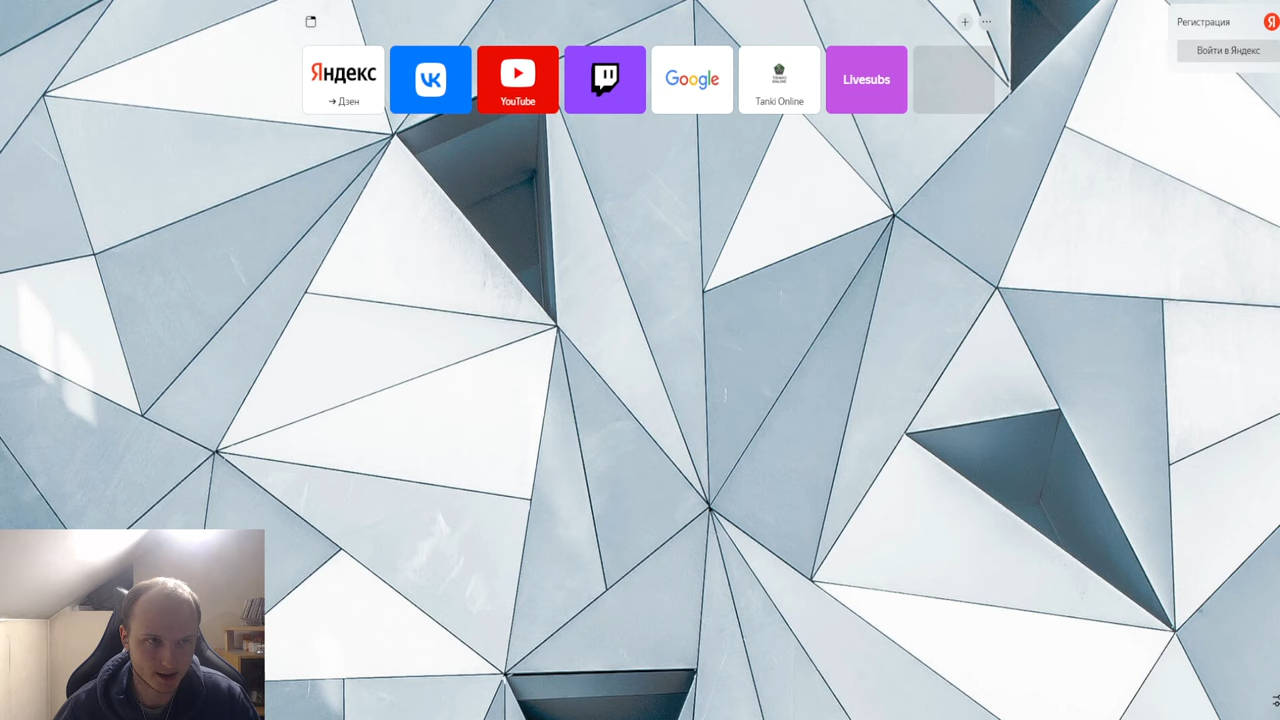 Регистрация
Я
Войти в Яндекс
Яндекс
→ Дзен
YouTube
Google
Tanki Online
Livesubs